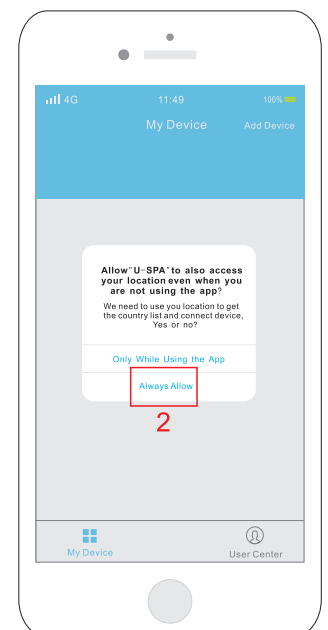 4G 11:49 100%
My Device Add Device
Allow"U-SPA"to also access
your location even when you
are not using the app?
We need to use you location to get
the country list and connect device,
Yes or no?
Only While Using the App
Always Allow
2
My Device User Center